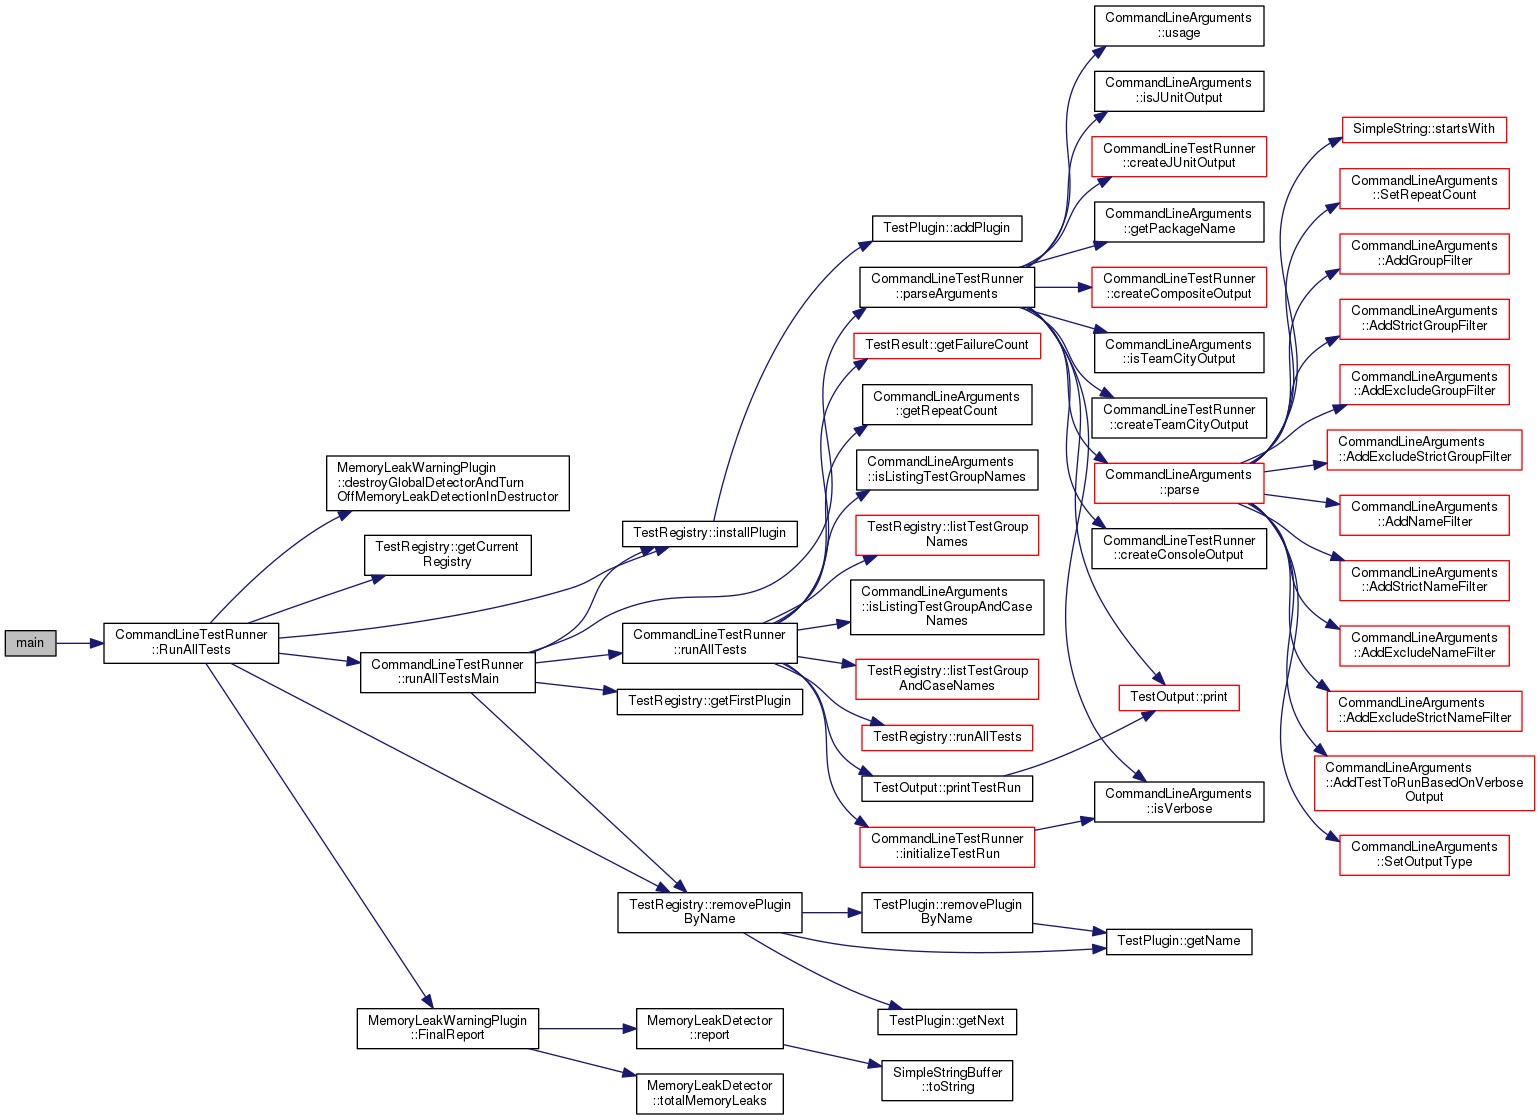 main
CommandLineTestRunner
::RunAllTests
MemoryLeakWarningPlugin
::destroyGlobalDetectorAndTurn
OffMemoryLeakDetectionInDestructor
TestRegistry::getCurrent
Registry
CommandLineTestRunner
::runAllTestsMain
MemoryLeakWarningPlugin
::FinalReport
TestRegistry::installPlugin
CommandLineTestRunner
::runAllTests
TestRegistry::getFirstPlugin
TestRegistry::removePlugin
ByName
MemoryLeakDetector
::report
MemoryLeakDetector
::totalMemoryLeaks
TestPlugin::addPlugin
CommandLineTestRunner
::parseArguments
TestResult::getFailureCount
CommandLineArguments
::getRepeatCount
CommandLineArguments
::isListingTestGroupNames
TestRegistry::listTestGroup
Names
CommandLineArguments
::isListingTestGroupAndCase
Names
TestRegistry::listTestGroup
AndCaseNames
TestRegistry::runAllTests
TestOutput::printTestRun
CommandLineTestRunner
::initializeTestRun
TestPlugin::removePlugin
ByName
TestPlugin::getNext
SimpleStringBuffer
::toString
CommandLineArguments
::usage
CommandLineArguments
::isJUnitOutput
CommandLineTestRunner
::createJUnitOutput
CommandLineArguments
::getPackageName
CommandLineTestRunner
::createCompositeOutput
CommandLineArguments
::isTeamCityOutput
CommandLineTestRunner
::createTeamCityOutput
CommandLineArguments
::parse
CommandLineTestRunner
::createConsoleOutput
TestOutput::print
CommandLineArguments
::isVerbose
TestPlugin::getName
SimpleString::startsWith
CommandLineArguments
::SetRepeatCount
CommandLineArguments
::AddGroupFilter
CommandLineArguments
::AddStrictGroupFilter
CommandLineArguments
::AddExcludeGroupFilter
CommandLineArguments
::AddExcludeStrictGroupFilter
CommandLineArguments
::AddNameFilter
CommandLineArguments
::AddStrictNameFilter
CommandLineArguments
::AddExcludeNameFilter
CommandLineArguments
::AddExcludeStrictNameFilter
CommandLineArguments
::AddTestToRunBasedOnVerbose
Output
CommandLineArguments
::SetOutputType